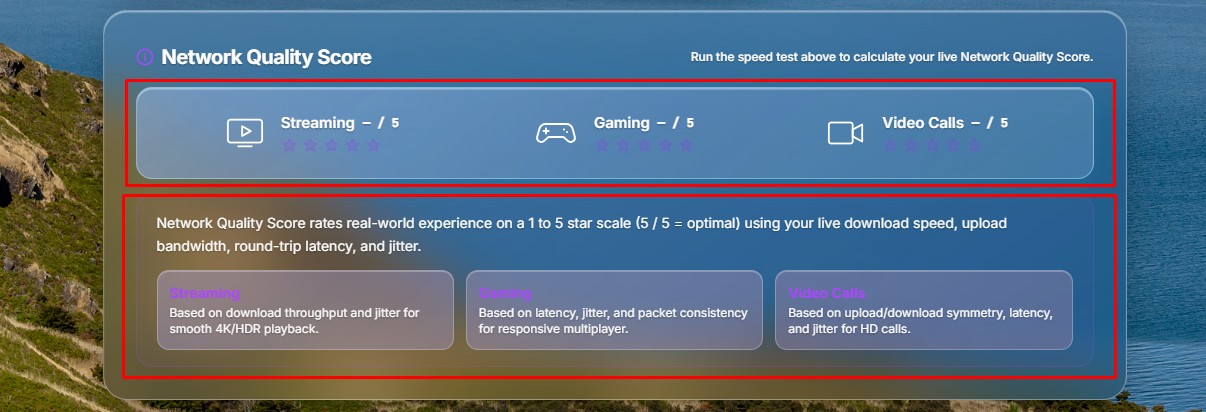 Network Quality Score
Run the speed test above to calculate your live Network Quality Score.
Streaming – / 5
Gaming – / 5
Video Calls – / 5
Network Quality Score rates real-world experience on a 1 to 5 star scale (5 / 5 = optimal) using your live download speed, upload
bandwidth, round-trip latency, and jitter.
Streaming
Based on download throughput and jitter for
smooth 4K/HDR playback.
Gaming
Based on latency, jitter, and packet consistency
for responsive multiplayer.
Video Calls
Based on upload/download symmetry, latency,
and jitter for HD calls.